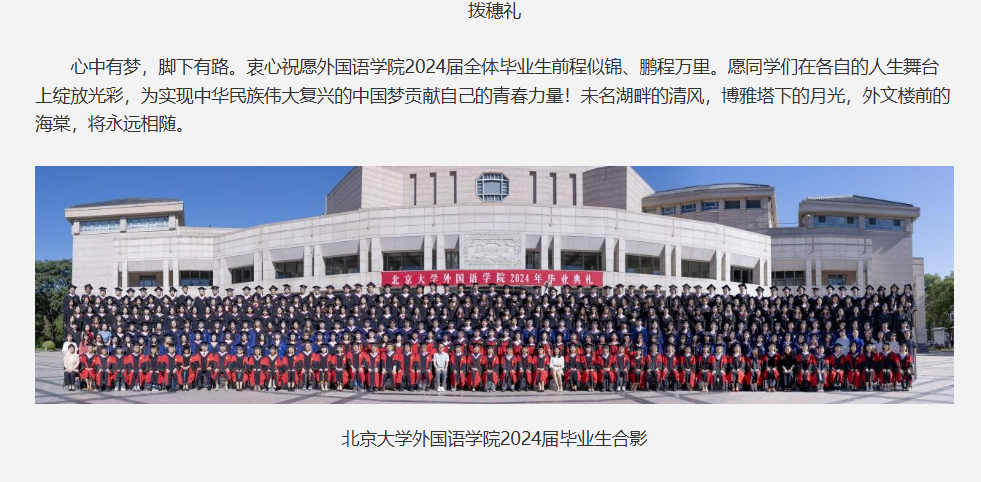 拨穗礼
心中有梦，脚下有路。衷心祝愿外国语学院2024届全体毕业生前程似锦、鹏程万里。愿同学们在各自的人生舞台
上绽放光彩，为实现中华民族伟大复兴的中国梦贡献自己的青春力量！未名湖畔的清风，博雅塔下的月光，外文楼前的
海棠，将永远相随。
北京大学外国语学院2024年毕业典礼
北京大学外国语学院2024届毕业生合影